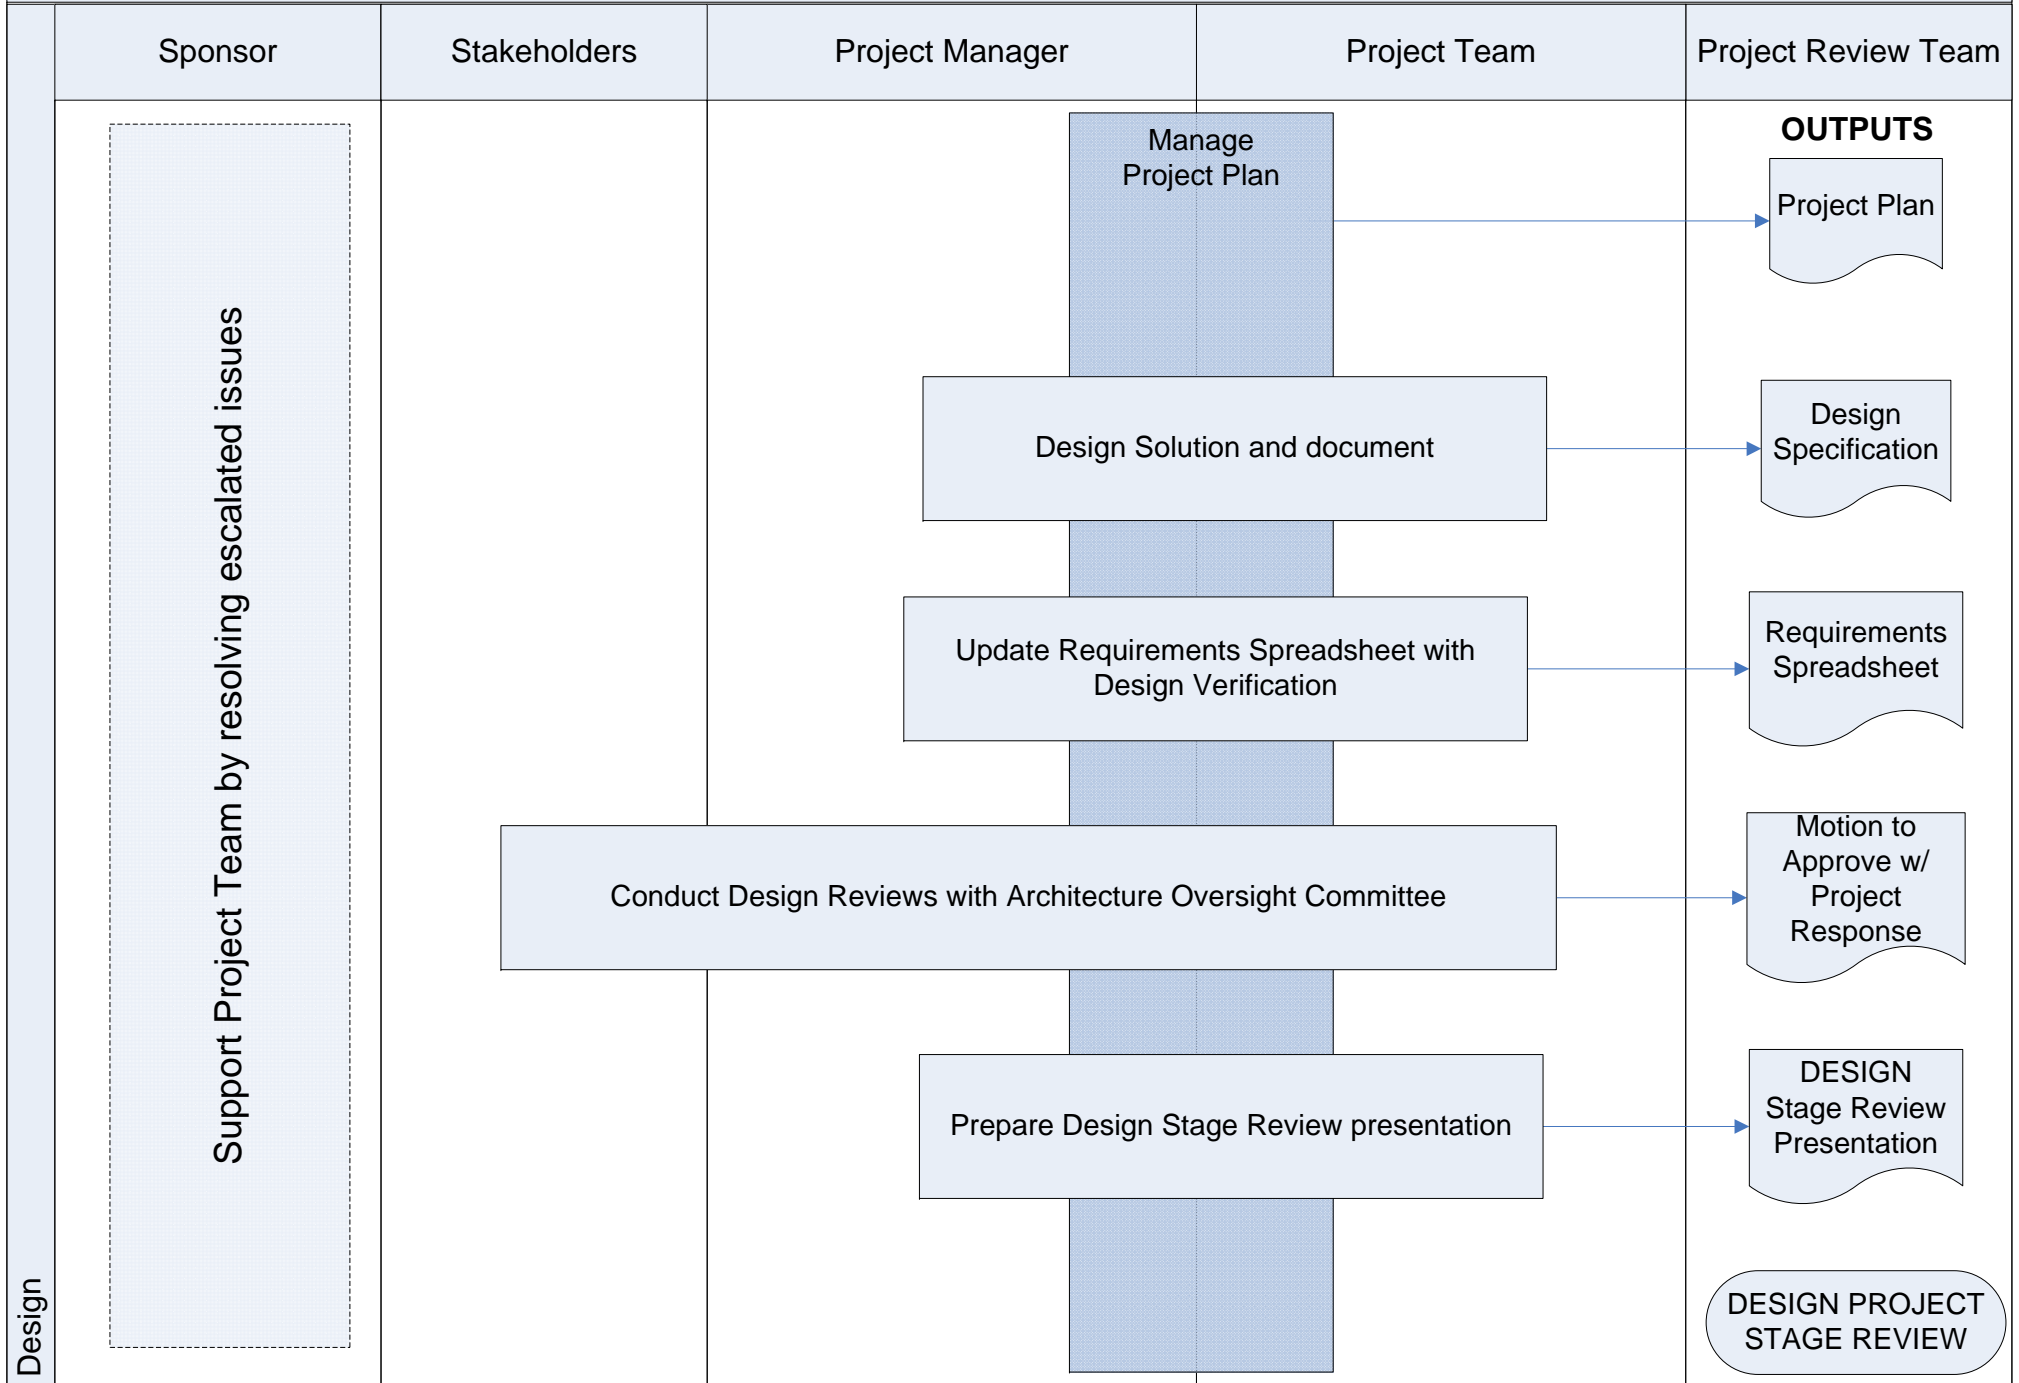 Sponsor
Stakeholders
Project Manager
Project Team
Project Review Team
Design
Support Project Team by resolving escalated issues
Manage
Project Plan
OUTPUTS
Project Plan
Design Solution and document
Design
Specification
Update Requirements Spreadsheet with
Design Verification
Requirements
Spreadsheet
Conduct Design Reviews with Architecture Oversight Committee
Motion to
Approve w/
Project
Response
Prepare Design Stage Review presentation
DESIGN
Stage Review
Presentation
DESIGN PROJECT
STAGE REVIEW